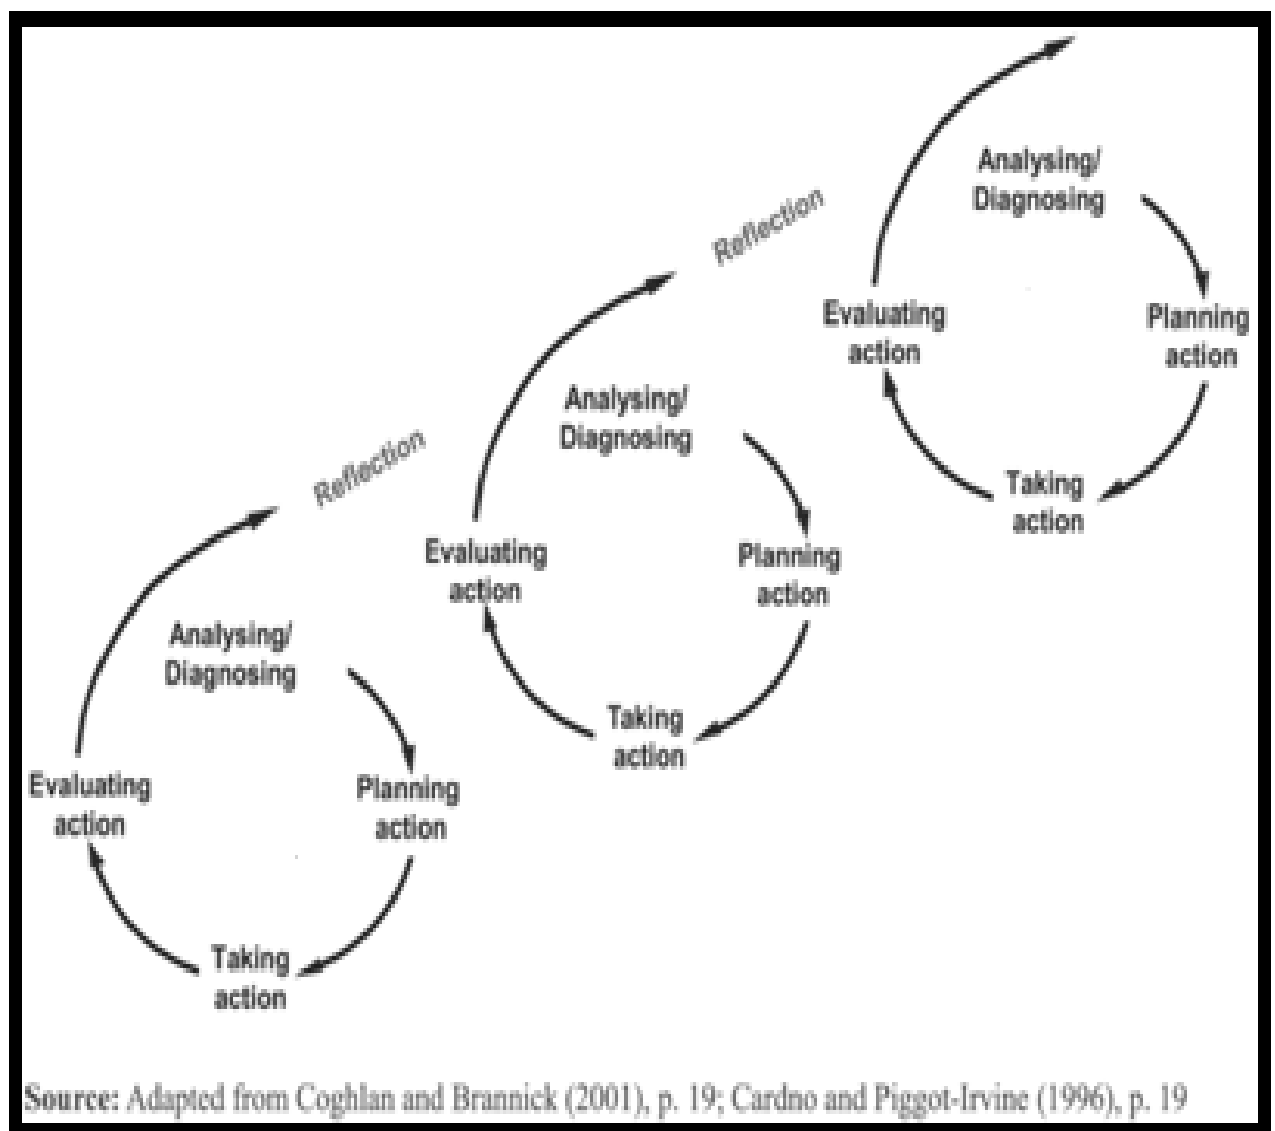 Analysing/
Diagnosing
Reflection
Evaluating
action
Planning
action
Analysing/
Diagnosing
Taking
action
Reflection
Evaluating
action
Planning
action
Analysing/
Diagnosing
Taking
action
Evaluating
action
Planning
action
Taking
action
Source: Adapted from Coghlan and Brannick (2001), p. 19; Cardno and Piggot-Irvine (1996), p. 19